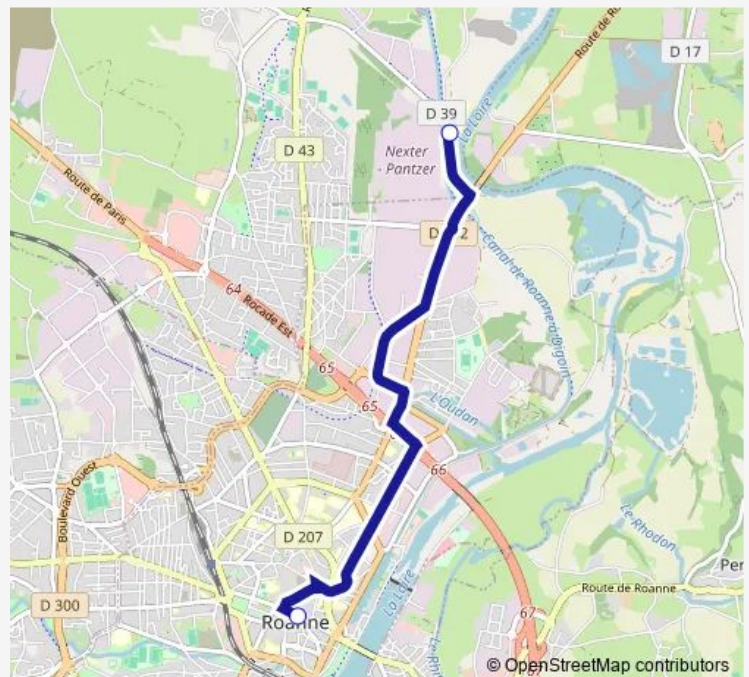 Route de Ro
D 17
D 39
La Loire
D 43
Nexter
- Pantzer
Route de Paris
Canal de Roanne à Digoin
64
Rocade Est
65
65
L'Oudan
66
Boulevard Ouest
Le Rhodon
D 207
La Loire
Per
Route de Roanne
D 300
67
Roanne
© OpenStreetMap contributors